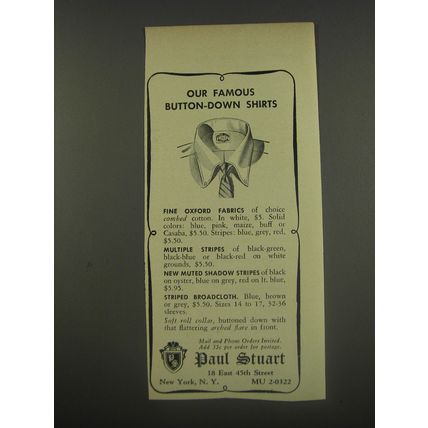 OUR FAMOUS
BUTTON-DOWN SHIRTS
FINE OXFORD FABRICS of choice
combed cotton. In white, $5. Solid
colors: blue, pink, maize, buff or
Casaba, $5.50. Stripes: blue, grey, red,
$5.50.
MULTIPLE STRIPES of black-green,
black-blue or black-red on white
grounds, $5.50.
NEW MUTED SHADOW STRIPES of black
on oyster, blue on grey, red on lt. blue,
$5.95.
STRIPED BROADCLOTH. Blue, brown
or grey, $5.50. Sizes 14 to 17, 32-36
sleeves.
Soft roll collar, buttoned down with
that flattering arched flare in front.
Mail and Phone Orders Invited.
Add 35c per order for postage.
Paul Stuart
18 East 45th Street
New York, N. Y. MU 2-0322